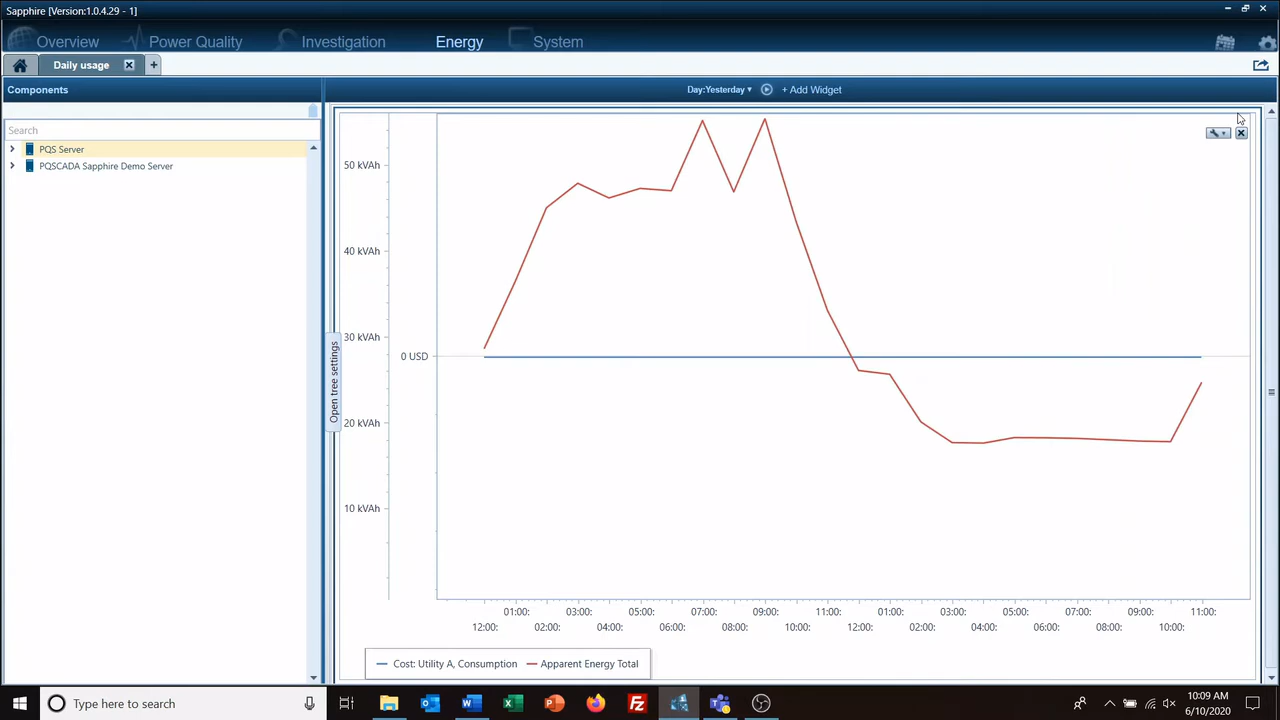 Sapphire [Version:1.0.4.29 - 1]
Overview
Power Quality
Investigation
Energy
System
Daily usage
+
Components
Day:Yesterday
+ Add Widget
Search
PQS Server
PQSCADA Sapphire Demo Server
Open tree settings
50 kVAh
40 kVAh
30 kVAh
20 kVAh
10 kVAh
0 USD
01:00: 03:00: 05:00: 07:00: 09:00: 11:00: 01:00: 03:00: 05:00: 07:00: 09:00: 11:00:
12:00: 02:00: 04:00: 06:00: 08:00: 10:00: 12:00: 02:00: 04:00: 06:00: 08:00: 10:00:
Cost: Utility A, Consumption
Apparent Energy Total
Type here to search
10:09 AM
6/10/2020